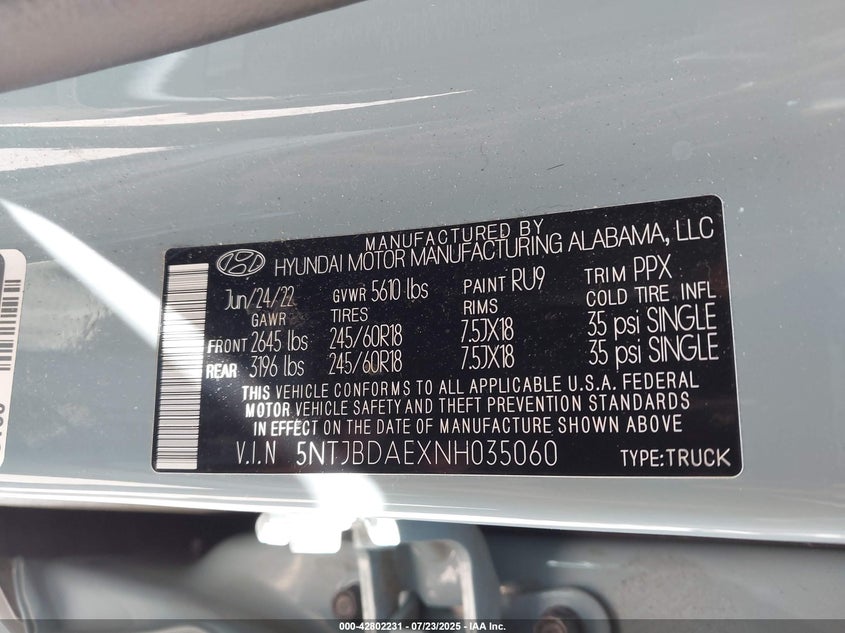 MANUFACTURED BY
HYUNDAI MOTOR MANUFACTURING ALABAMA, LLC
Jun/24/22 GVWR 5610 lbs PAINT RU9 TRIM PPX
GAWR TIRES RIMS COLD TIRE INFL
FRONT 2645 lbs 245/60R18 7.5JX18 35 psi SINGLE
REAR 3196 lbs 245/60R18 7.5JX18 35 psi SINGLE
THIS VEHICLE CONFORMS TO ALL APPLICABLE U.S.A. FEDERAL
MOTOR VEHICLE SAFETY AND THEFT PREVENTION STANDARDS
IN EFFECT ON THE DATE OF MANUFACTURE SHOWN ABOVE
V.I.N 5NTJBDAEXNH035060 TYPE:TRUCK
000-42802231 - 07/23/2025 - IAA Inc.